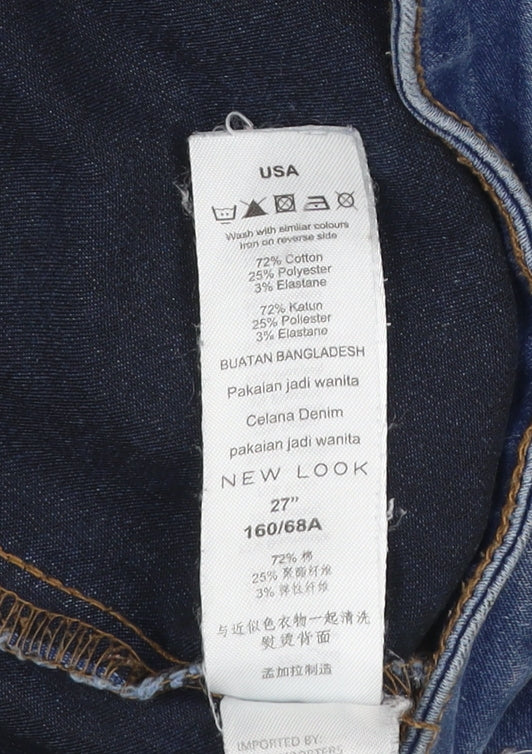 USA
Wash with similar colours
Iron on reverse side
72% Cotton
25% Polyester
3% Elastane
72% Katun
25% Poliester
3% Elastane
BUATAN BANGLADESH
Pakaian jadi wanita
Celana Denim
pakaian jadi wanita
NEW LOOK
27”
160/68A
72% 棉
25% 聚酯纤维
3% 弹性纤维
与近似色衣物一起清洗
熨烫背面
孟加拉制造
IMPORTED BY: